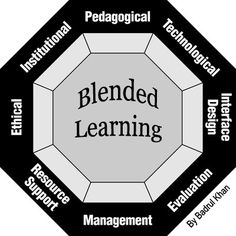 Pedagogical
Technological
Interface
Design
Evaluation
Management
Resource
Support
Ethical
Institutional
Blended
Learning
By Badrul Khan